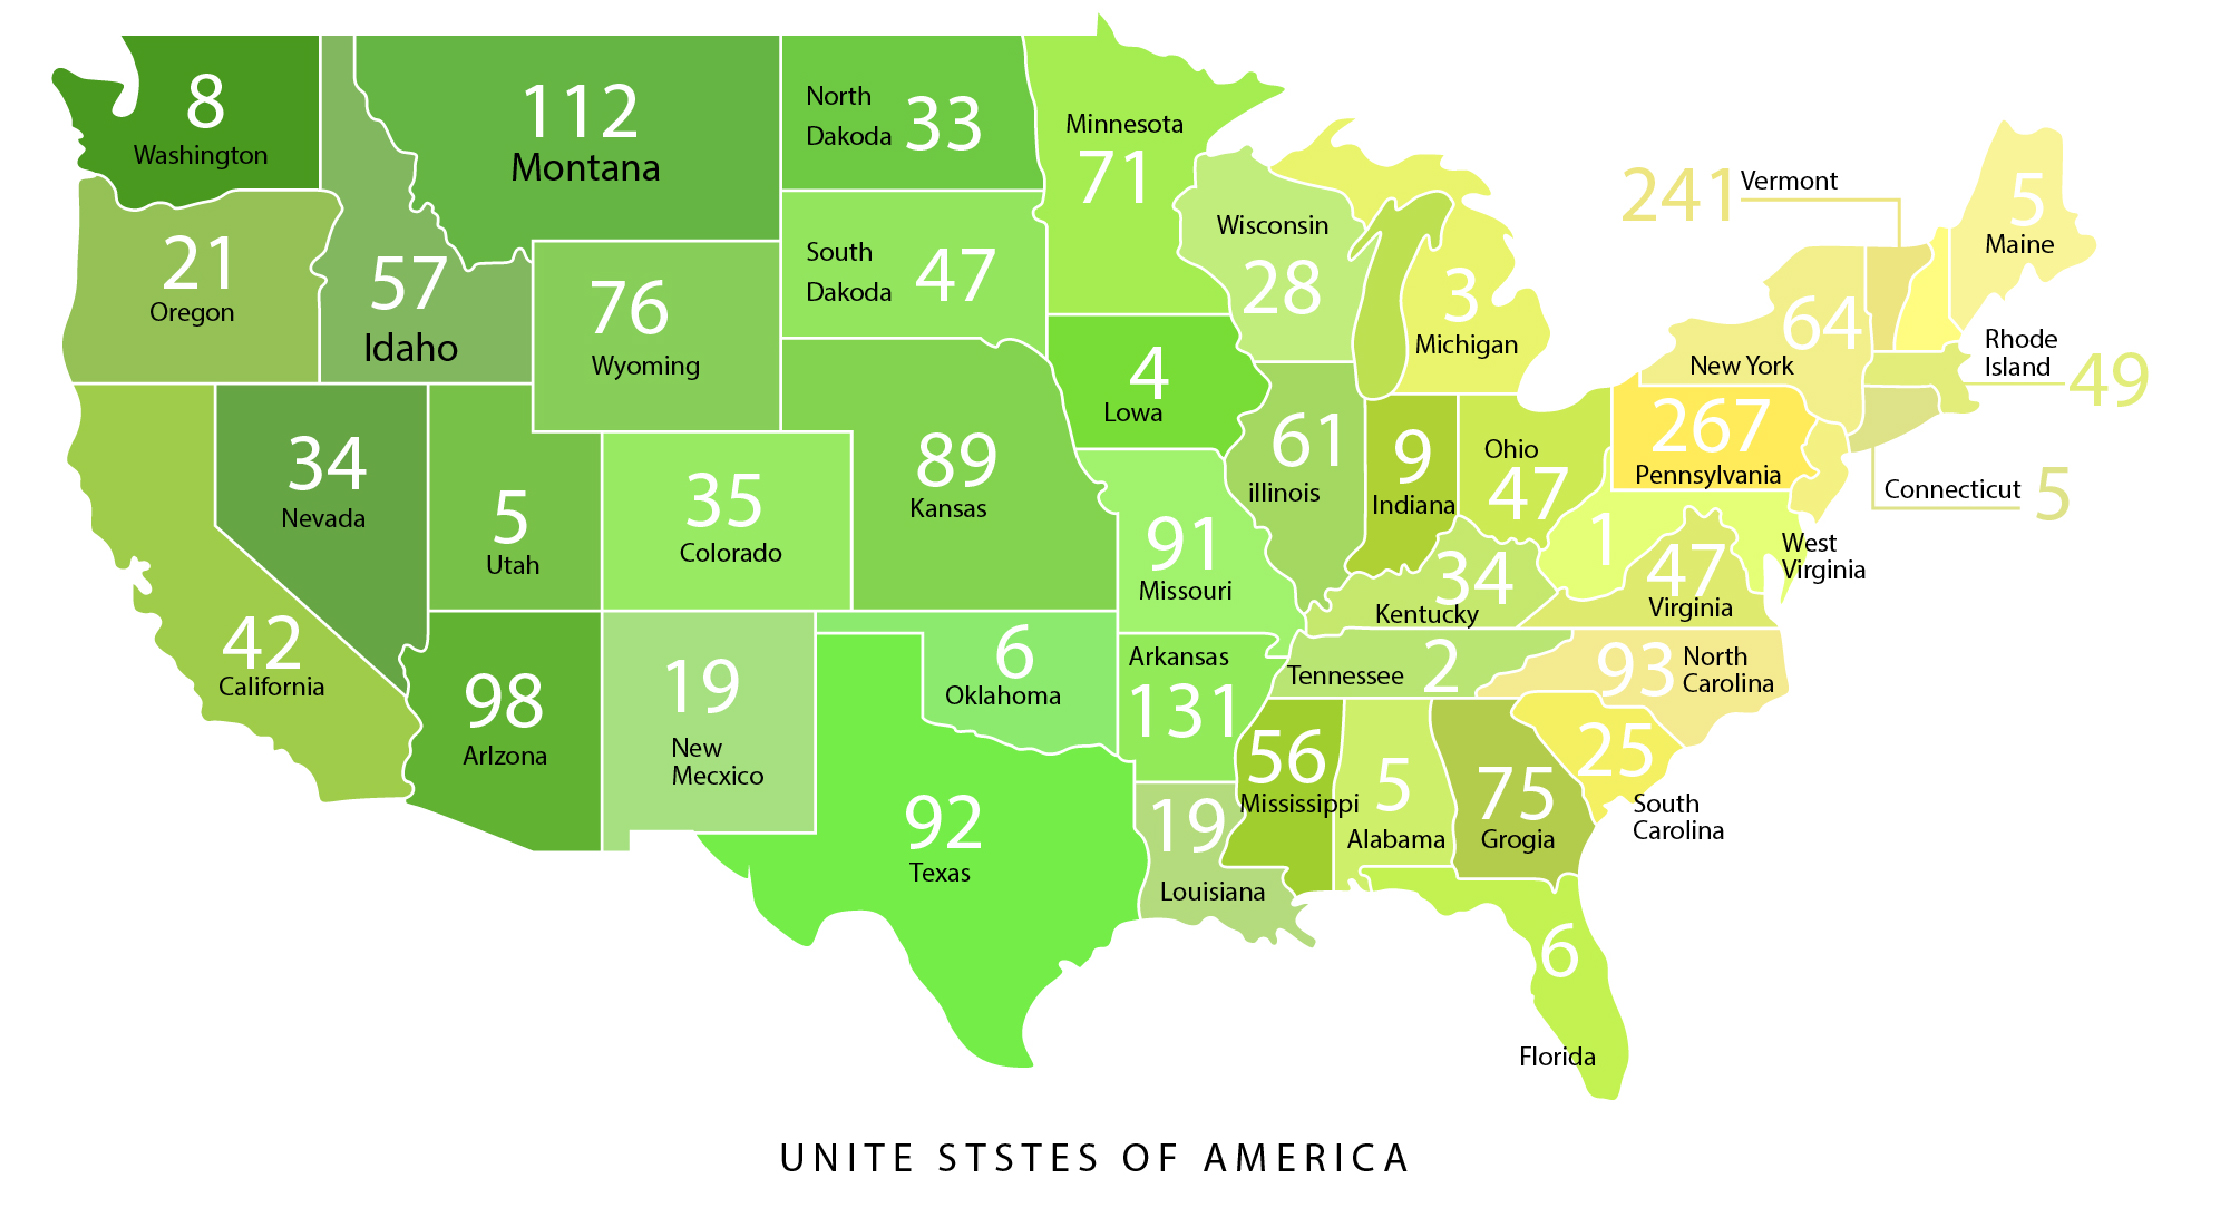 8
Washington
112
Montana
North
Dakoda
33
Minnesota
71
Wisconsin
28
3
Michigan
241
Vermont
5
Maine
21
Oregon
57
Idaho
76
Wyoming
South
Dakoda
47
4
Lowa
64
New York
Rhode
Island
49
34
Nevada
5
Utah
35
Colorado
89
Kansas
91
Missouri
61
illinois
9
Indiana
Ohio
47
267
Pennsylvania
Connecticut
5
1
West
Virginia
34
Kentucky
47
Virginia
42
California
98
ArIzona
19
New
Mecxico
6
Oklahoma
Arkansas
131
Tennessee
2
93
North
Carolina
92
Texas
19
Louisiana
56
Mississippi
5
Alabama
75
Grogia
25
South
Carolina
6
Florida
UNITE STSTES OF AMERICA